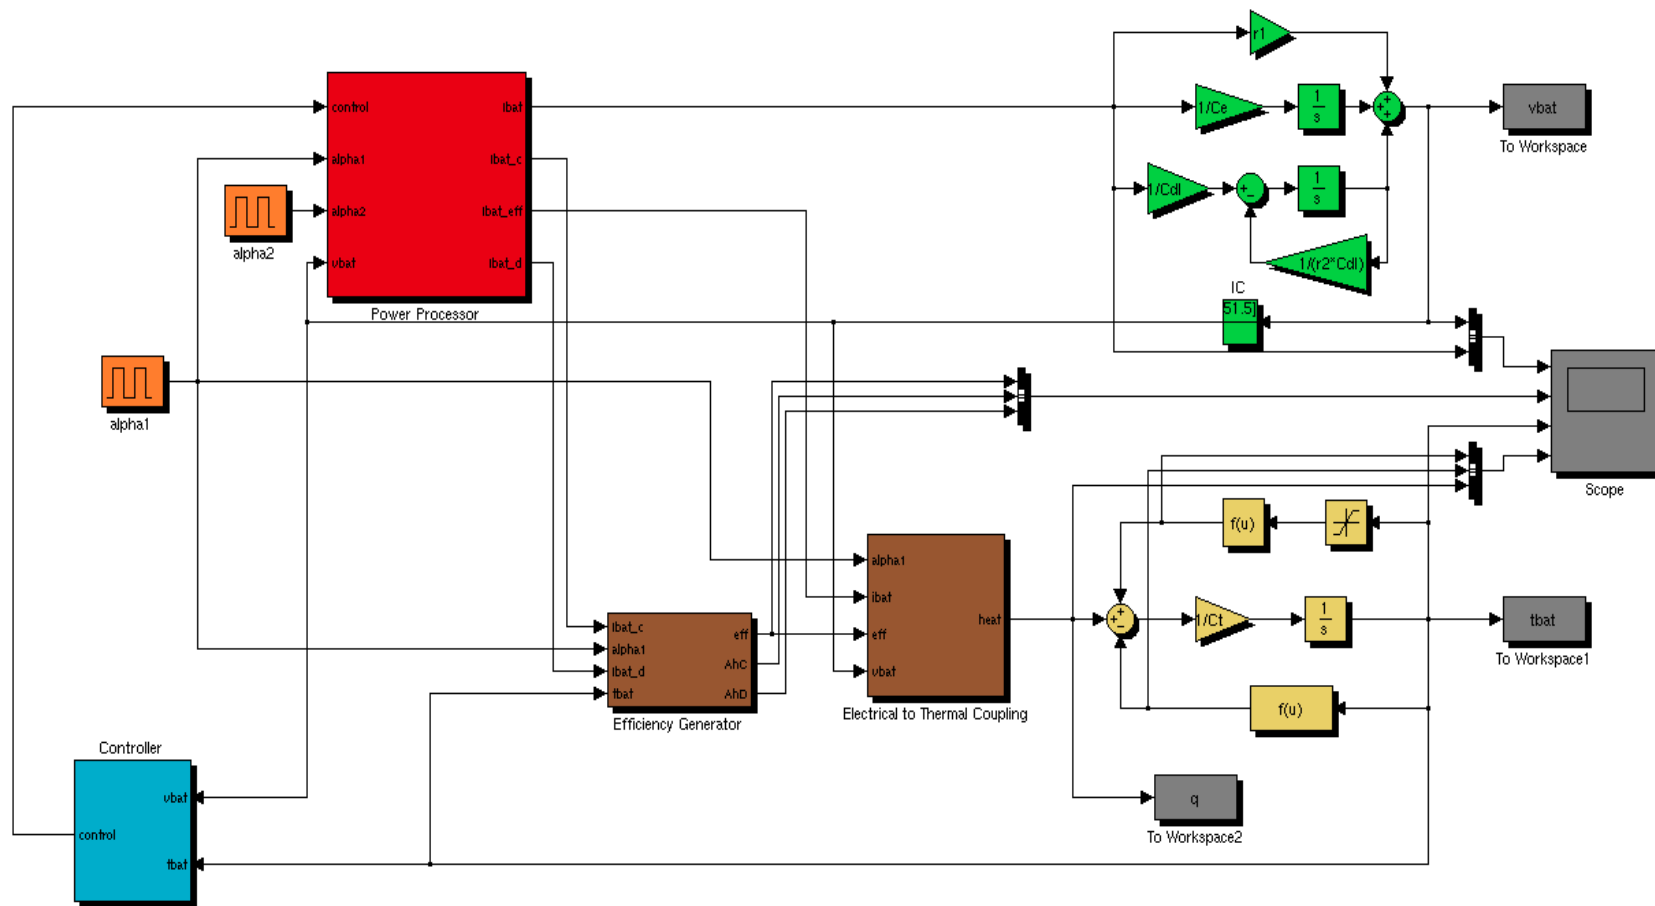 r1
control
ibat
1/Ce
1
s
+
+
+
vbat
To Workspace
alpha1
ibat_c
1/Cdl
+
-
1
s
alpha2
ibat_eff
alpha2
vbat
ibat_d
1/(r2*Cdl)
Power Processor
IC
51.5]
alpha1
Scope
f(u)
alpha1
ibat
heat
+
+
-
1/Ct
1
s
tbat
To Workspace1
ibat_c
eff
eff
alpha1
AhC
ibat_d
vbat
tbat
AhD
f(u)
Efficiency Generator
Electrical to Thermal Coupling
Controller
vbat
q
control
To Workspace2
tbat